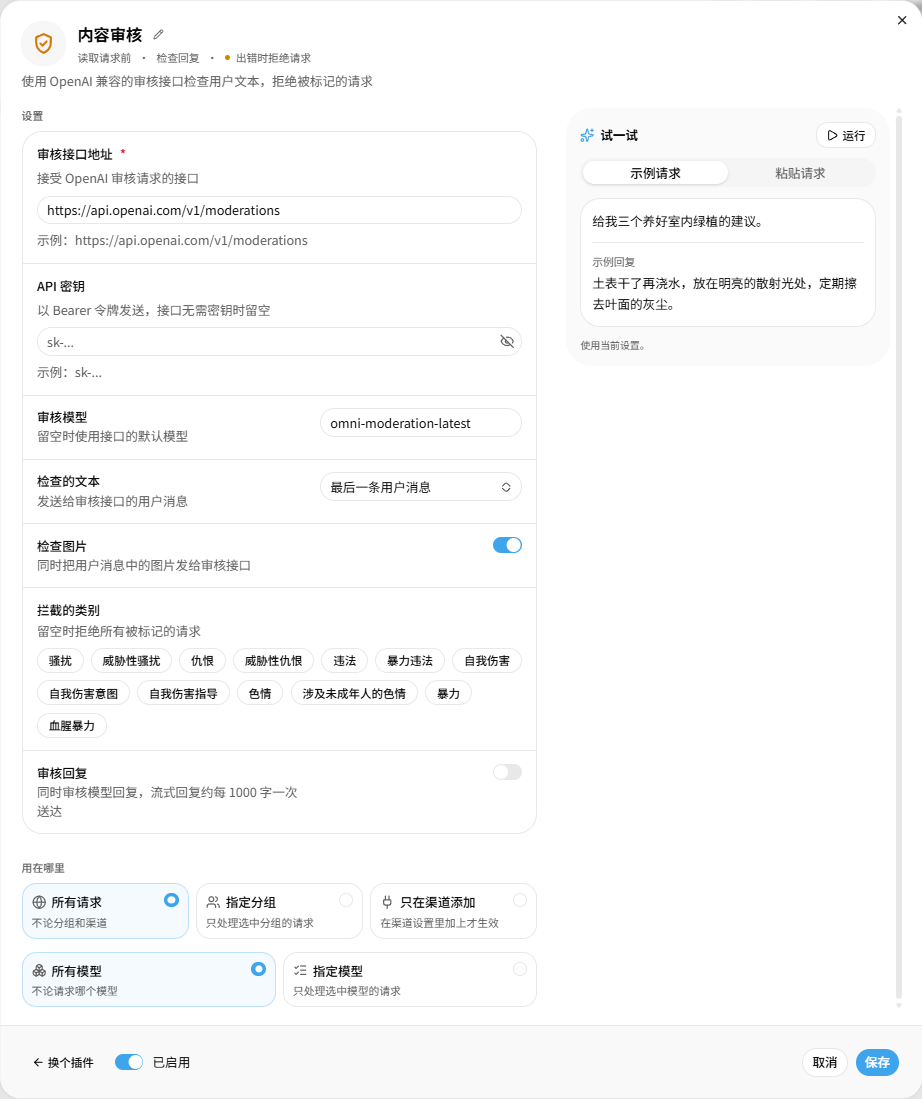 内容审核
读取请求前 • 检查回复 • 出错时拒绝请求
使用 OpenAI 兼容的审核接口检查用户文本，拒绝被标记的请求
设置
审核接口地址 *
接受 OpenAI 审核请求的接口
https://api.openai.com/v1/moderations
示例：https://api.openai.com/v1/moderations
API 密钥
以 Bearer 令牌发送，接口无需密钥时留空
sk-...
示例：sk-...
审核模型
留空时使用接口的默认模型
omni-moderation-latest
检查的文本
发送给审核接口的用户消息
最后一条用户消息
检查图片
同时把用户消息中的图片发给审核接口
拦截的类别
留空时拒绝所有被标记的请求
骚扰 威胁性骚扰 仇恨 威胁性仇恨 违法 暴力违法 自我伤害
自我伤害意图 自我伤害指导 色情 涉及未成年人的色情 暴力
血腥暴力
审核回复
同时审核模型回复，流式回复约每 1000 字一次
送达
用在哪里
所有请求
不论分组和渠道
指定分组
只处理选中分组的请求
只在渠道添加
在渠道设置里加上才生效
所有模型
不论请求哪个模型
指定模型
只处理选中模型的请求
试一试
运行
示例请求 粘贴请求
给我三个养好室内绿植的建议。
示例回复
土表干了再浇水，放在明亮的散射光处，定期擦
去叶面的灰尘。
使用当前设置。
换个插件
已启用
取消
保存